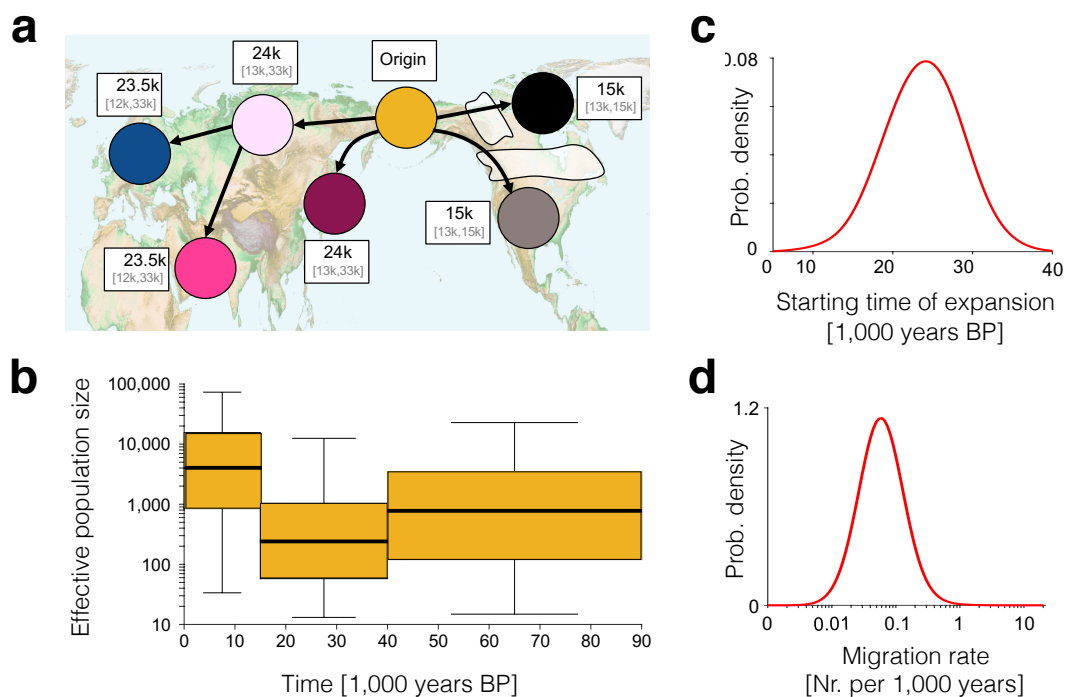 a
24k
[13k,33k]
Origin
23.5k
[12k,33k]
15k
[13k,15k]
15k
[13k,15k]
24k
[13k,33k]
23.5k
[12k,33k]
b
Effective population size
100,000
10,000
1,000
100
10
0 10 20 30 40 50 60 70 80 90
Time [1,000 years BP]
c
Prob. density
0.08
0
5 10 20 30 40
Starting time of expansion
[1,000 years BP]
d
Prob. density
1.2
0
0 0.01 0.1 1 10
Migration rate
[Nr. per 1,000 years]